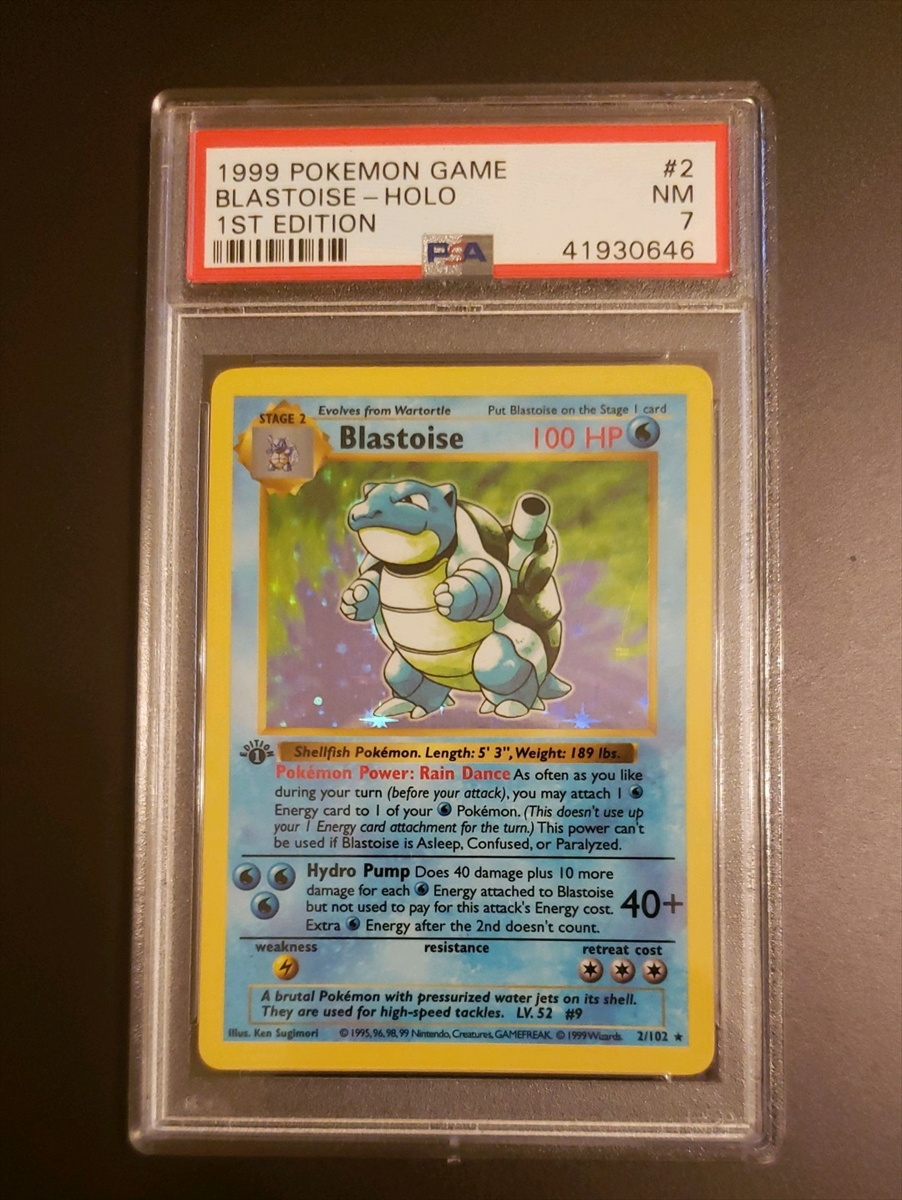 1999 POKEMON GAME #2
BLASTOISE - HOLO NM
1ST EDITION 7
PSA 41930646
STAGE 2 Evolves from Wartortle Put Blastoise on the Stage 1 card
Blastoise 100 HP
EDITION 1
Shellfish Pokémon. Length: 5' 3", Weight: 189 lbs.
Pokémon Power: Rain Dance As often as you like
during your turn (before your attack), you may attach 1
Energy card to 1 of your Pokémon. (This doesn't use up
your 1 Energy card attachment for the turn.) This power can't
be used if Blastoise is Asleep, Confused, or Paralyzed.
Hydro Pump Does 40 damage plus 10 more
damage for each Energy attached to Blastoise
but not used to pay for this attack's Energy cost. 40+
Extra Energy after the 2nd doesn't count.
weakness resistance retreat cost
A brutal Pokémon with pressurized water jets on its shell.
They are used for high-speed tackles. LV. 52 #9
Illus. Ken Sugimori © 1995, 96, 98, 99 Nintendo, Creatures, GAMEFREAK. © 1999 Wizards. 2/102 ★